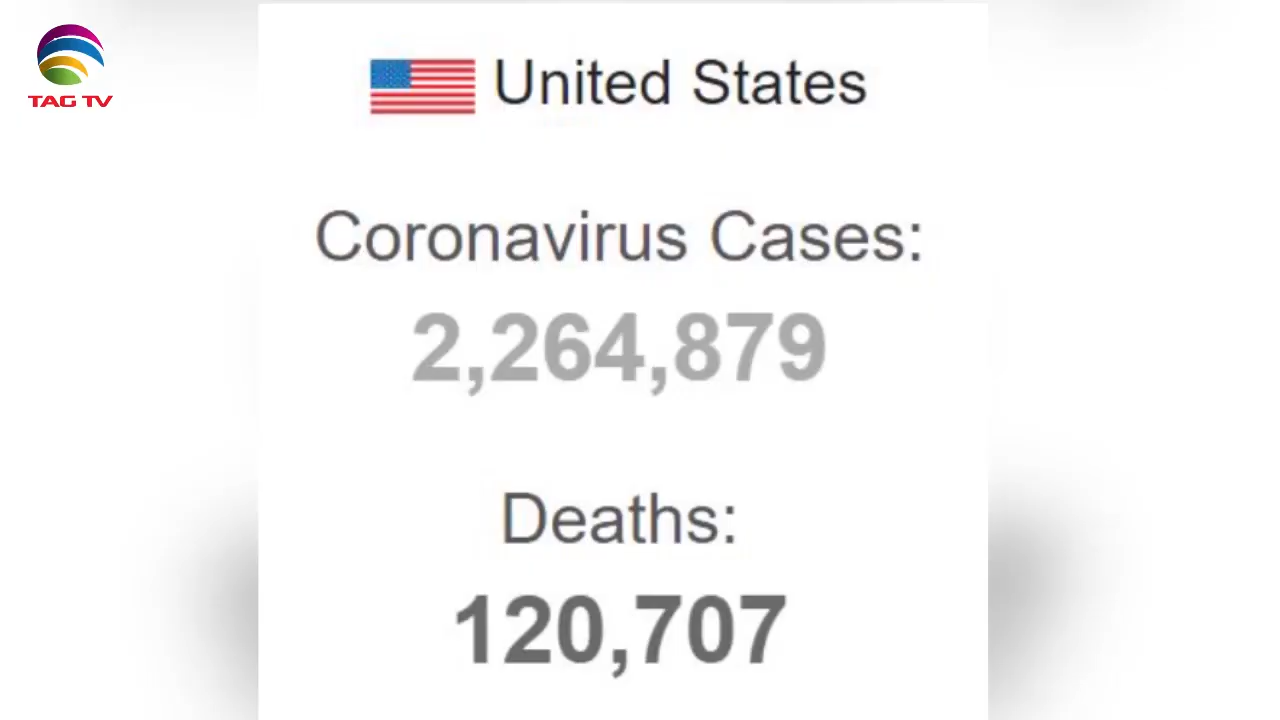 TAG TV
United States
Coronavirus Cases:
2,264,879
Deaths:
120,707